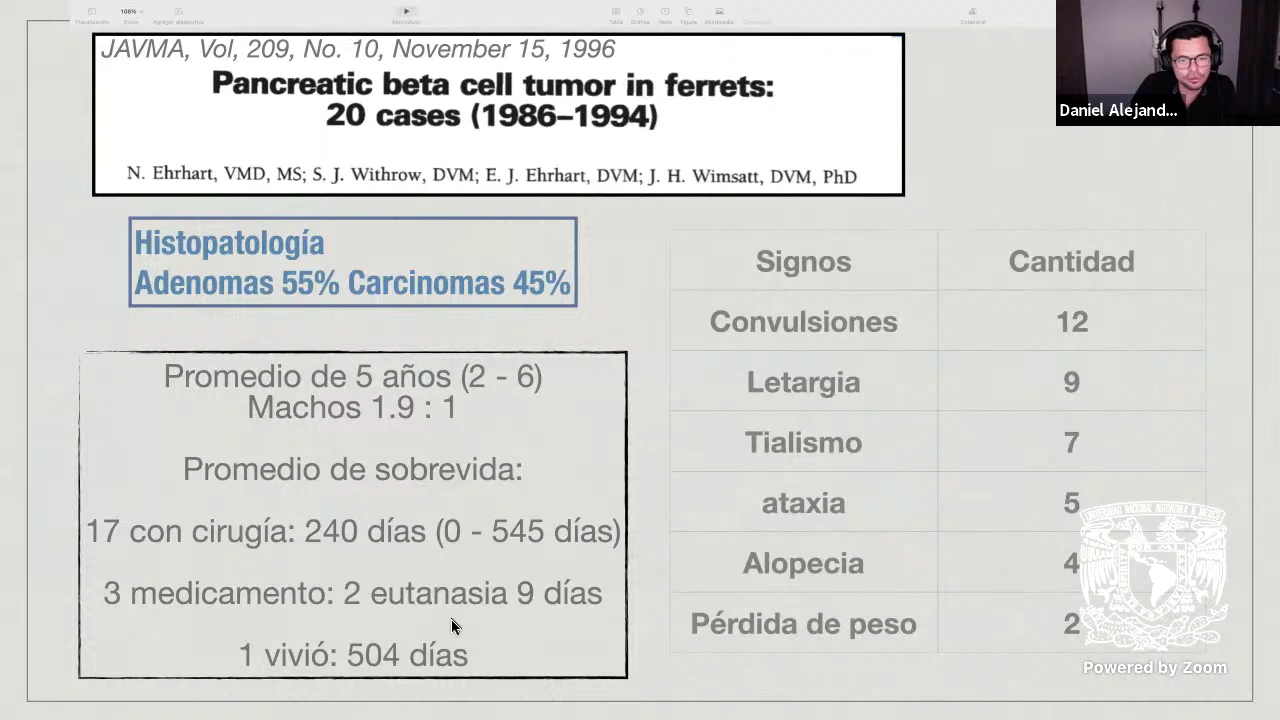 108%
JAVMA, Vol, 209, No. 10, November 15, 1996
Pancreatic beta cell tumor in ferrets:
20 cases (1986–1994)
N. Ehrhart, VMD, MS; S. J. Withrow, DVM; E. J. Ehrhart, DVM; J. H. Wimsatt, DVM, PhD
Daniel Alejand...
Histopatología
Adenomas 55% Carcinomas 45%
Promedio de 5 años (2 - 6)
Machos 1.9 : 1
Promedio de sobrevida:
17 con cirugía: 240 días (0 - 545 días)
3 medicamento: 2 eutanasia 9 días
1 vivió: 504 días
Signos Cantidad
Convulsiones 12
Letargia 9
Tialismo 7
ataxia 5
Alopecia 4
Pérdida de peso 2
Powered by Zoom